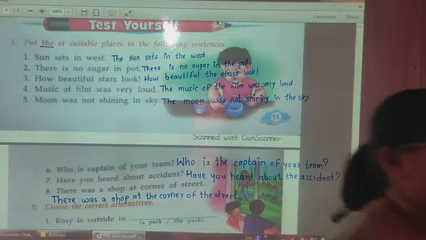 Test Yourself
I. Put the at suitable places in the following sentences.
1. Sun sets in west. The sun sets in the west
2. There is no sugar in pot. There is no sugar in the pot.
3. How beautiful stars look! How beautiful the stars look!
4. Music of film was very loud. The music of the film was very loud.
5. Moon was not shining in sky. The moon was not shining in the sky.
11
Scanned with CamScanner
6. Who is captain of your team? Who is the captain of your team?
7. Have you heard about accident? Have you heard about the accident?
8. There was a shop at corner of street.
There was a shop at the corner of the street.
II. Choose the correct alternatives.
1. Rocy is outside in